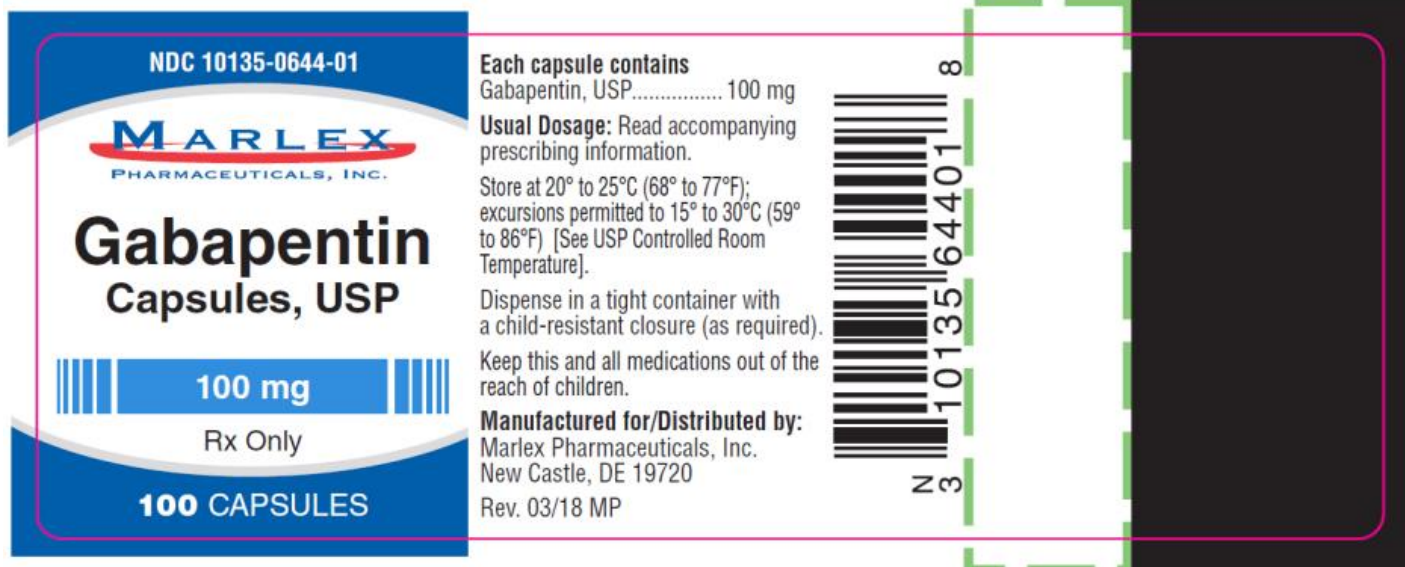 NDC 10135-0644-01
MARLEX
PHARMACEUTICALS, INC.
Gabapentin
Capsules, USP
100 mg
Rx Only
100 CAPSULES
Each capsule contains
Gabapentin, USP................ 100 mg
Usual Dosage: Read accompanying
prescribing information.
Store at 20° to 25°C (68° to 77°F);
excursions permitted to 15° to 30°C (59°
to 86°F) [See USP Controlled Room
Temperature].
Dispense in a tight container with
a child-resistant closure (as required).
Keep this and all medications out of the
reach of children.
Manufactured for/Distributed by:
Marlex Pharmaceuticals, Inc.
New Castle, DE 19720
Rev. 03/18 MP
N
3 10135 64401 8